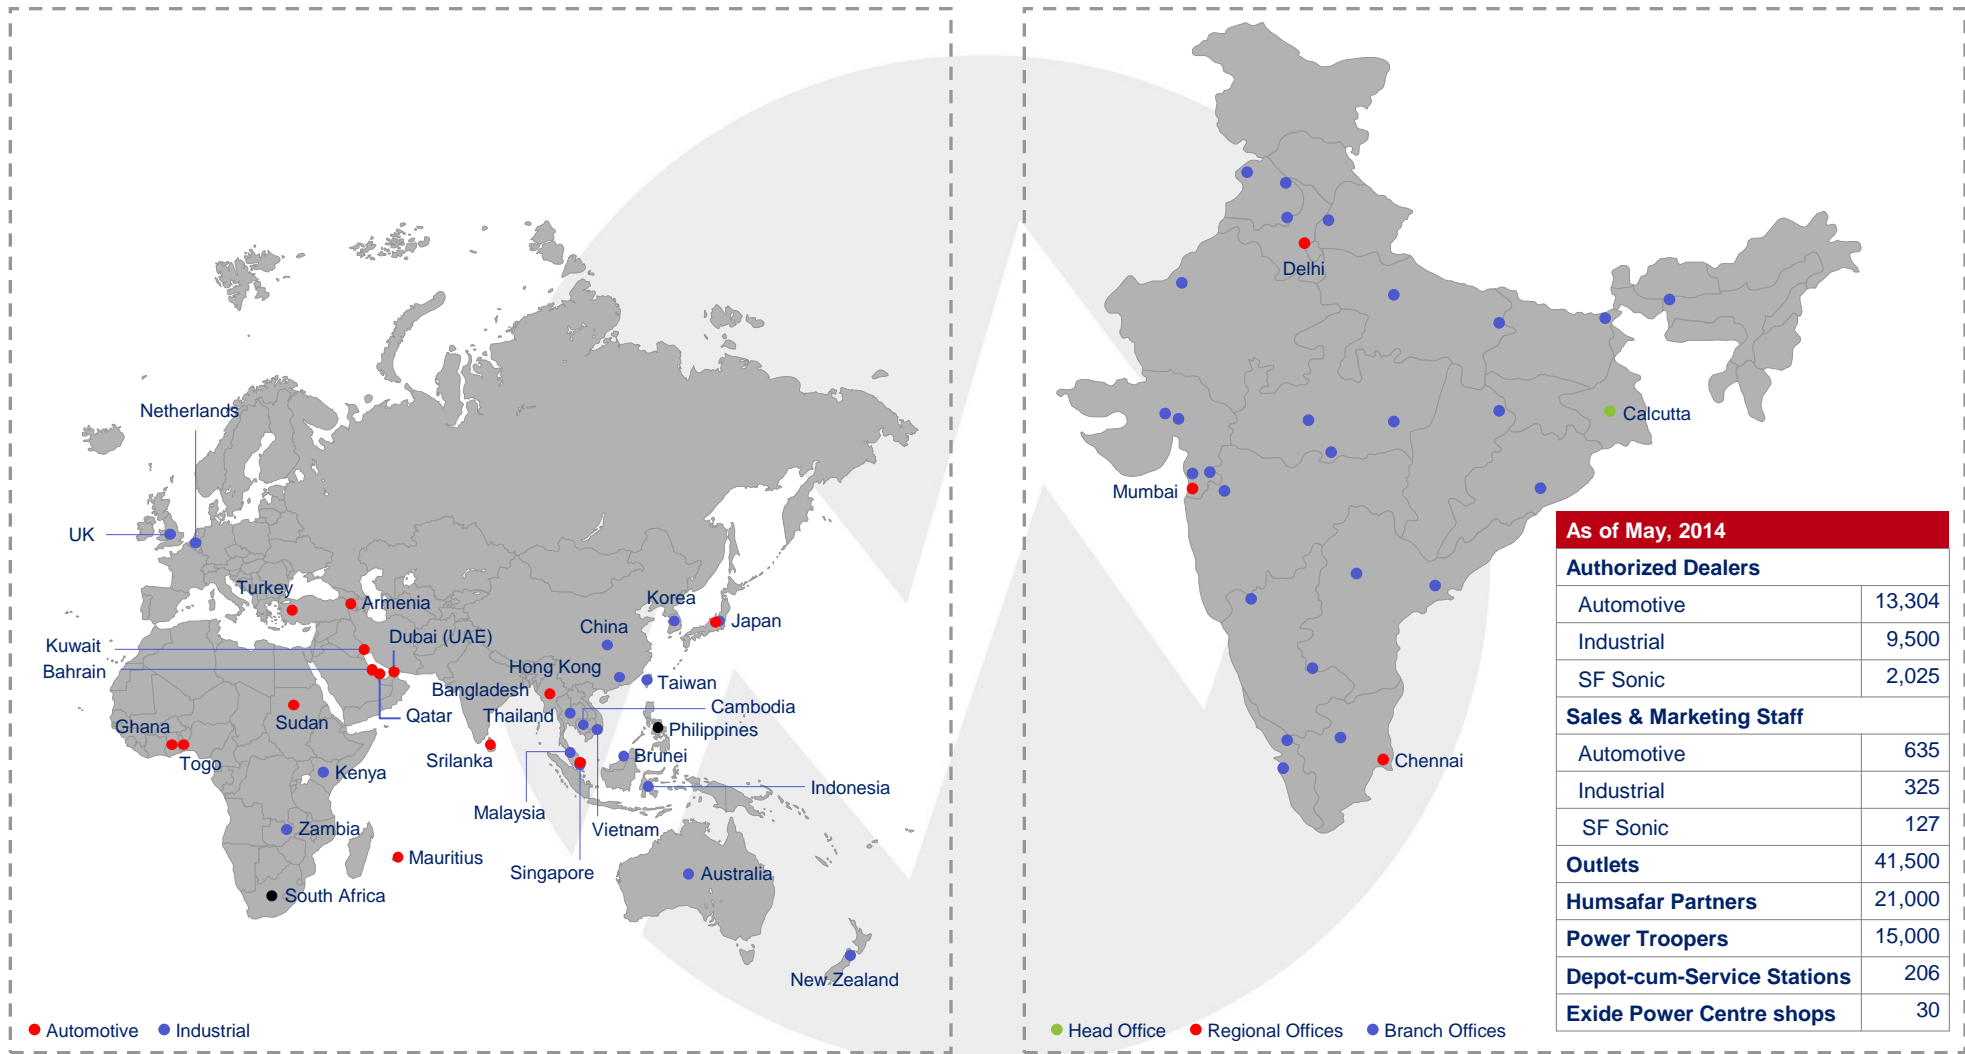 Netherlands
UK
Turkey
Armenia
Korea
Japan
China
Kuwait
Dubai (UAE)
Bahrain
Hong Kong
Bangladesh
Taiwan
Qatar
Thailand
Cambodia
Ghana
Sudan
Philippines
Togo
Srilanka
Brunei
Kenya
Indonesia
Malaysia
Vietnam
Zambia
Mauritius
Singapore
Australia
South Africa
New Zealand
Automotive Industrial
Delhi
Calcutta
Mumbai
Chennai
Head Office Regional Offices Branch Offices
As of May, 2014
Authorized Dealers
Automotive 13,304
Industrial 9,500
SF Sonic 2,025
Sales & Marketing Staff
Automotive 635
Industrial 325
SF Sonic 127
Outlets 41,500
Humsafar Partners 21,000
Power Troopers 15,000
Depot-cum-Service Stations 206
Exide Power Centre shops 30